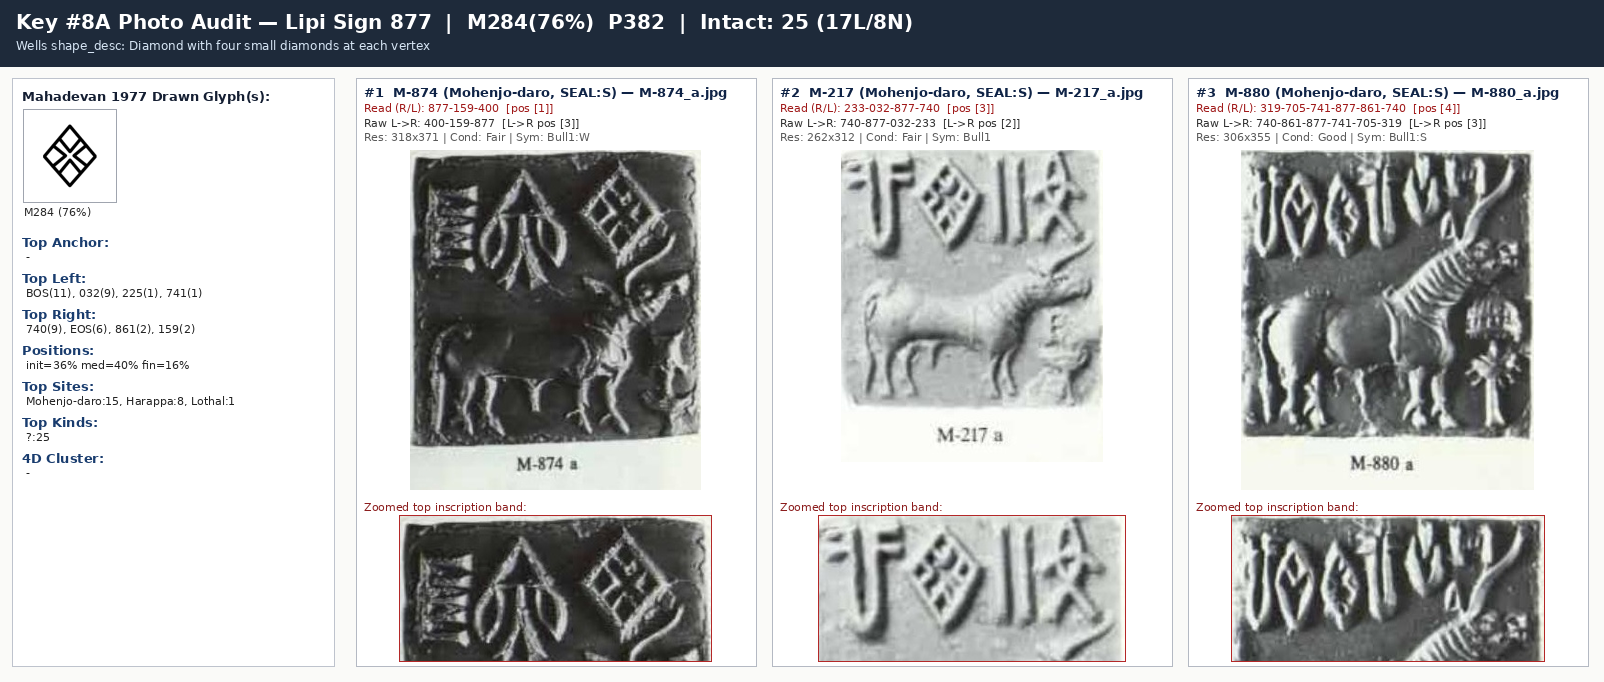 Key #8A Photo Audit — Lipi Sign 877 | M284(76%) P382 | Intact: 25 (17L/8N)
Wells shape_desc: Diamond with four small diamonds at each vertex
Mahadevan 1977 Drawn Glyph(s):
M284 (76%)
Top Anchor:
-
Top Left:
BOS(11), 032(9), 225(1), 741(1)
Top Right:
740(9), EOS(6), 861(2), 159(2)
Positions:
init=36% med=40% fin=16%
Top Sites:
Mohenjo-daro:15, Harappa:8, Lothal:1
Top Kinds:
?:25
4D Cluster:
-
#1 M-874 (Mohenjo-daro, SEAL:S) — M-874_a.jpg
Read (R/L): 877-159-400 [pos [1]]
Raw L->R: 400-159-877 [L->R pos [3]]
Res: 318x371 | Cond: Fair | Sym: Bull1:W
M-874 a
Zoomed top inscription band:
#2 M-217 (Mohenjo-daro, SEAL:S) — M-217_a.jpg
Read (R/L): 233-032-877-740 [pos [3]]
Raw L->R: 740-877-032-233 [L->R pos [2]]
Res: 262x312 | Cond: Fair | Sym: Bull1
M-217 a
Zoomed top inscription band:
#3 M-880 (Mohenjo-daro, SEAL:S) — M-880_a.jpg
Read (R/L): 319-705-741-877-861-740 [pos [4]]
Raw L->R: 740-861-877-741-705-319 [L->R pos [3]]
Res: 306x355 | Cond: Good | Sym: Bull1:S
M-880 a
Zoomed top inscription band: